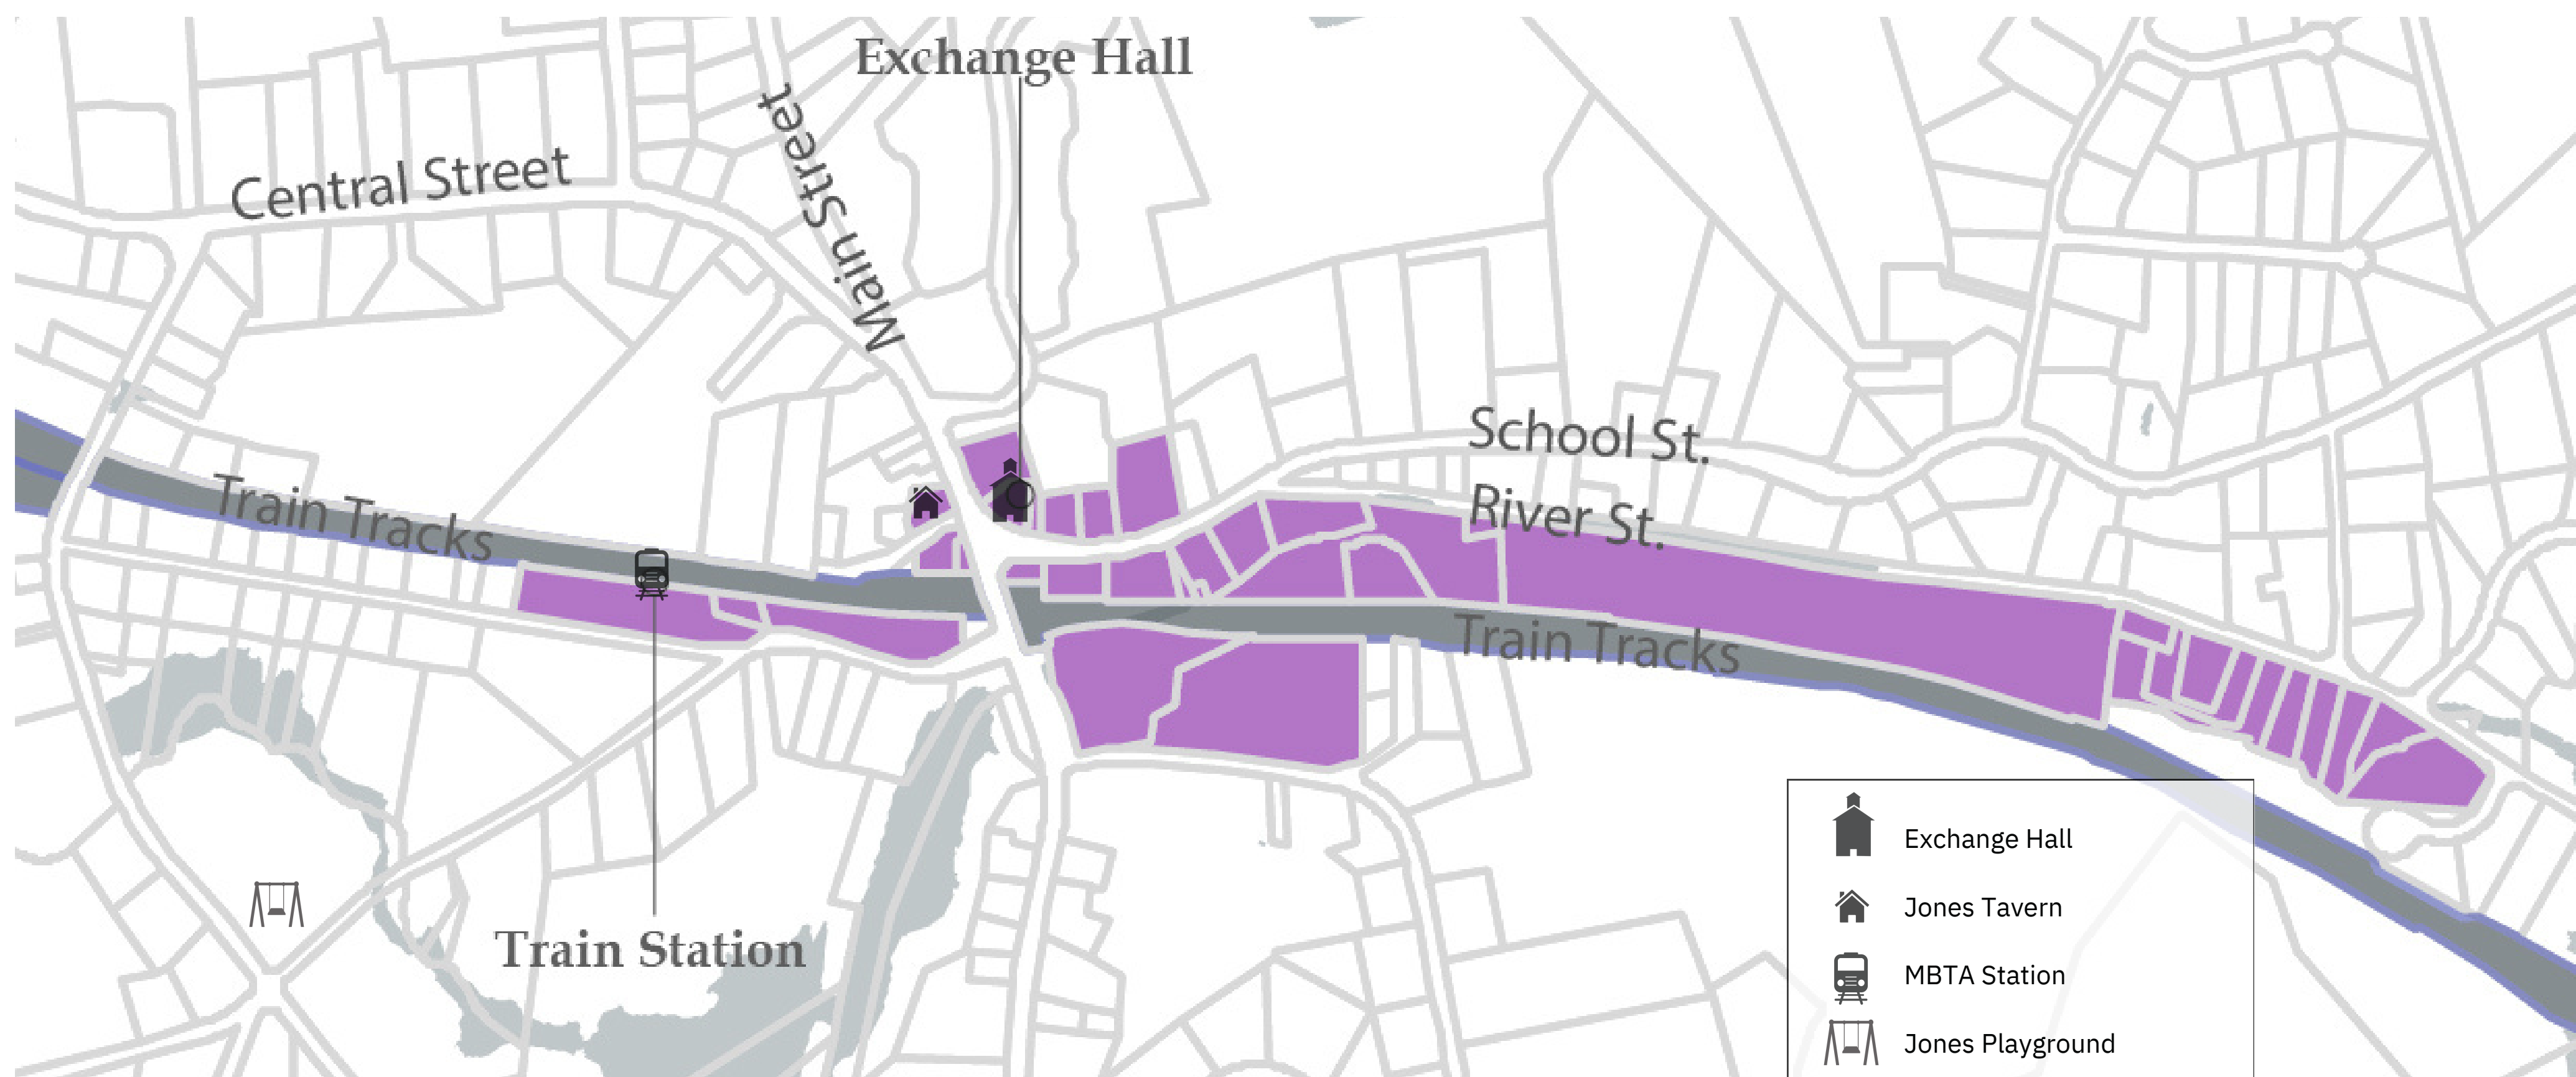 Exchange Hall
Main Street
Central Street
School St.
River St.
Train Tracks
Train Tracks
Train Station
Exchange Hall
Jones Tavern
MBTA Station
Jones Playground